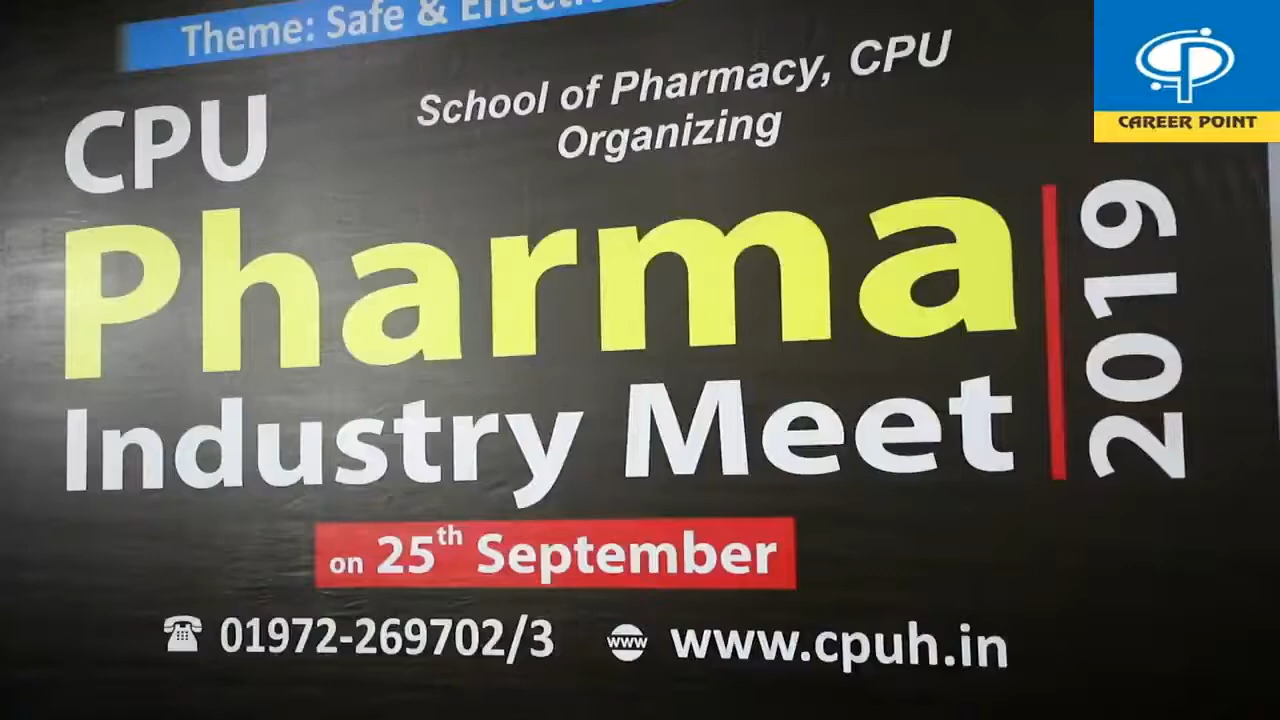 Theme: Safe &
School of Pharmacy, CPU
Organizing
CPU
Pharma
Industry Meet
2019
on 25th September
01972-269702/3
www www.cpuh.in
CAREER POINT